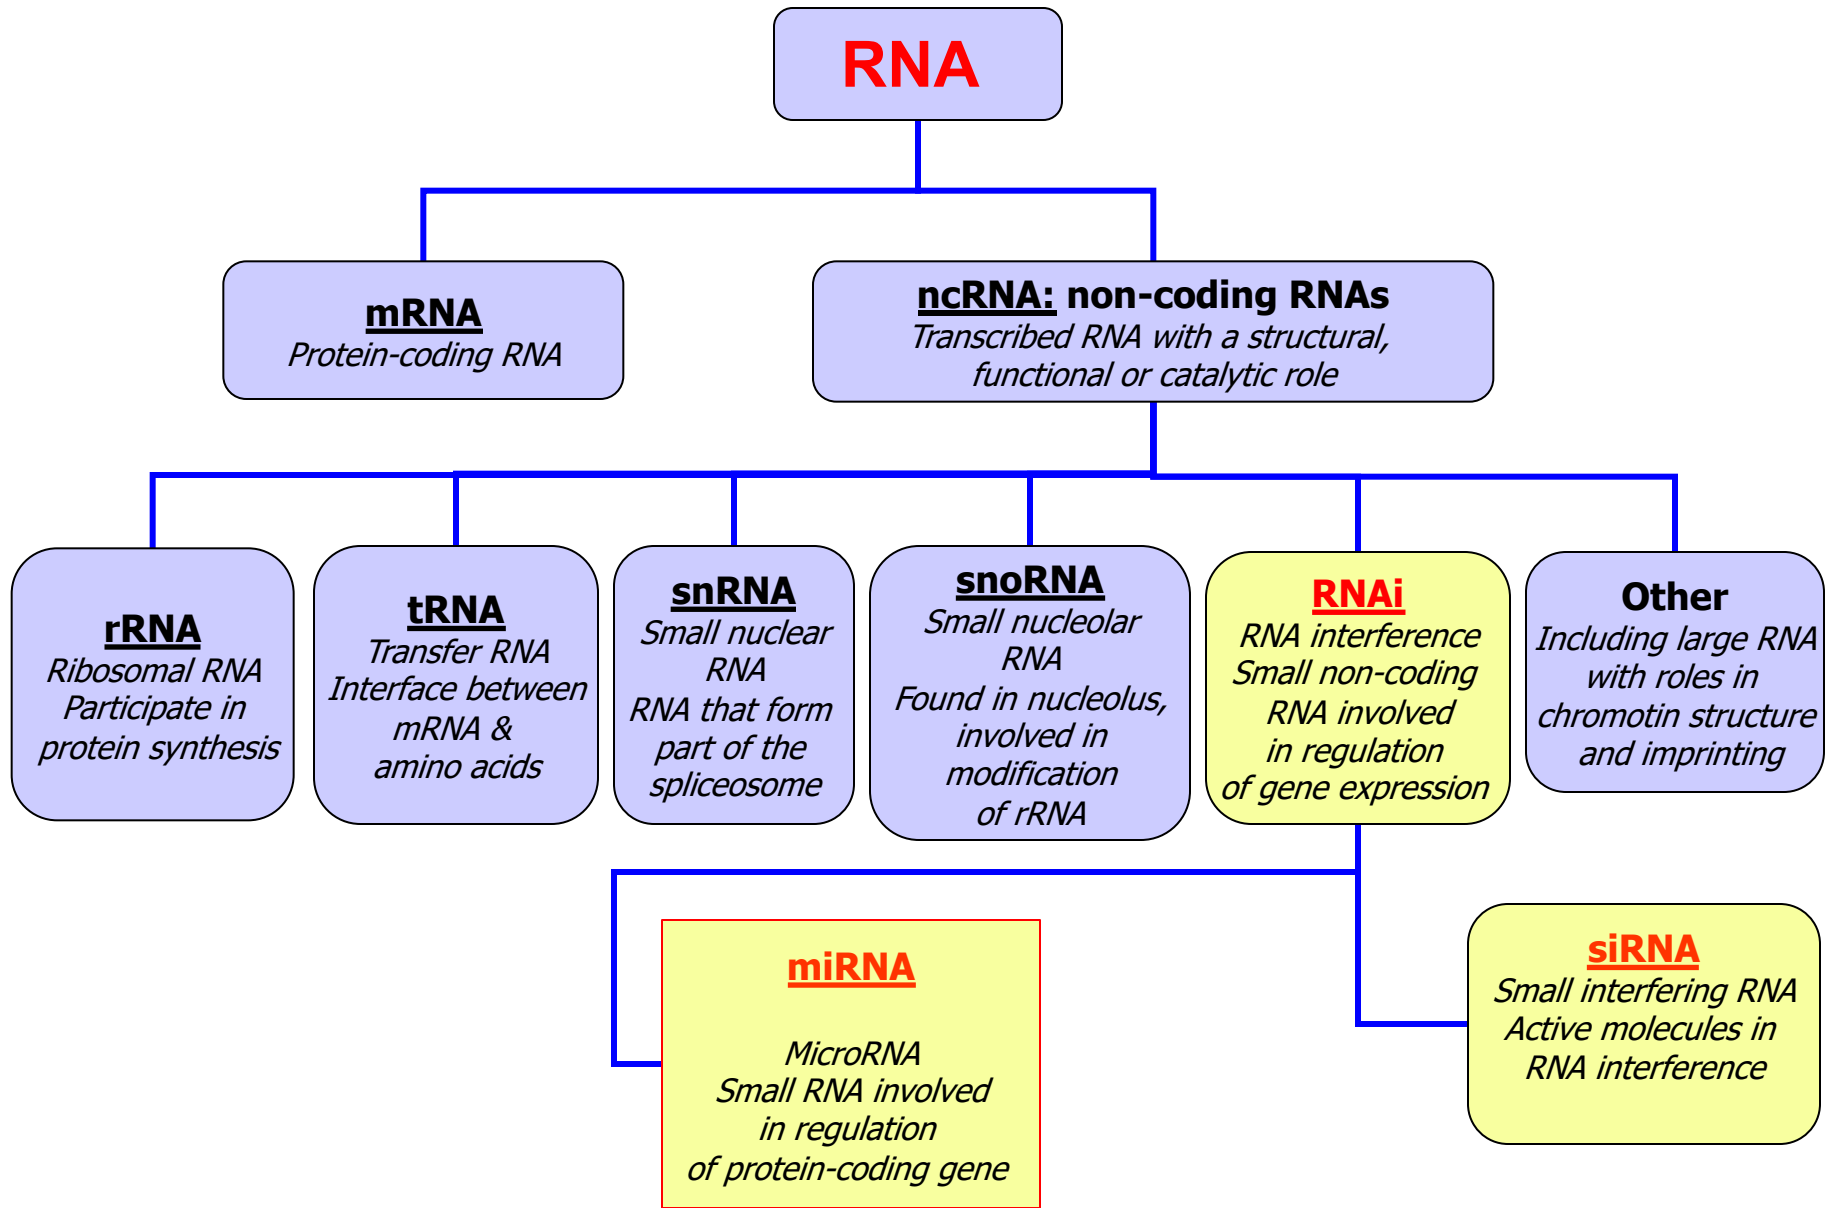 RNA
mRNA
Protein-coding RNA
ncRNA: non-coding RNAs
Transcribed RNA with a structural,
functional or catalytic role
rRNA
Ribosomal RNA
Participate in
protein synthesis
tRNA
Transfer RNA
Interface between
mRNA &
amino acids
snRNA
Small nuclear
RNA
RNA that form
part of the
spliceosome
snoRNA
Small nucleolar
RNA
Found in nucleolus,
involved in
modification
of rRNA
RNAi
RNA interference
Small non-coding
RNA involved
in regulation
of gene expression
Other
Including large RNA
with roles in
chromotin structure
and imprinting
miRNA
MicroRNA
Small RNA involved
in regulation
of protein-coding gene
siRNA
Small interfering RNA
Active molecules in
RNA interference